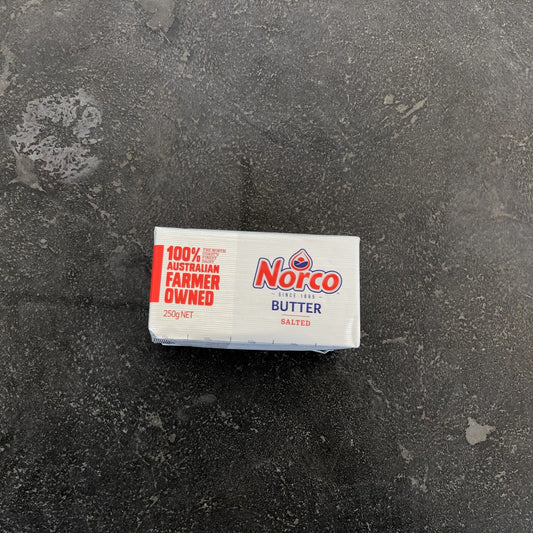 100%
AUSTRALIAN
FARMER
OWNED
250g NET
Norco
SINCE 1895
BUTTER
SALTED